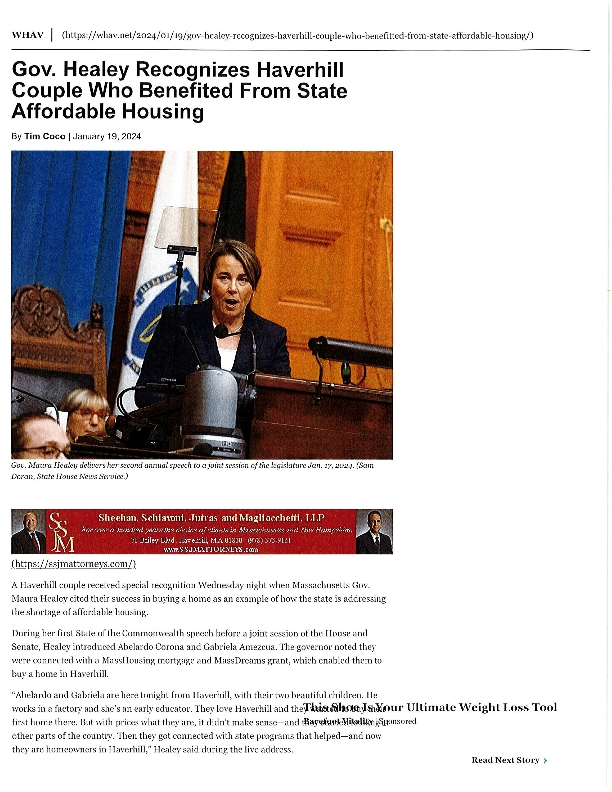 WHAV | (https://whav.net/2024/01/19/gov-healey-recognizes-haverhill-couple-who-benefitted-from-state-affordable-housing/)
Gov. Healey Recognizes Haverhill
Couple Who Benefited From State
Affordable Housing
By Tim Coco | January 19, 2024
Gov. Maura Healey delivers her second annual speech to a joint session of the legislature Jan. 17, 2024. (Sam
Doran, State House News Service.)
SSJM
Sheehan, Schiavoni, Jutras and Magliocchetti, LLP
For over a hundred years the choice of clients in Massachusetts and New Hampshire.
Bailey Blvd. Haverhill, MA 01830 (978)
www.SSJMATTORNEYS.com
(https://ssjmattorneys.com/)
A Haverhill couple received special recognition Wednesday night when Massachusetts Gov.
Maura Healey cited their success in buying a home as an example of how the state is addressing
the shortage of affordable housing.
During her first State of the Commonwealth speech before a joint session of the House and
Senate, Healey introduced Abelardo Corona and Gabriela Amezcua. The governor noted they
were connected with a MassHousing mortgage and MassDreams grant, which enabled them to
buy a home in Haverhill.
“Abelardo and Gabriela are here tonight from Haverhill, with their two beautiful children. He
works in a factory and she’s an early educator. They love Haverhill and they
first home there. But with prices what they are, it didn’t make sense—and
other parts of the country. Then they got connected with state programs that helped—and now
they are homeowners in Haverhill,” Healey said during the live address.
This Shoe Is Your Ultimate Weight Loss Tool
Barefoot Vitality | Sponsored
Read Next Story >